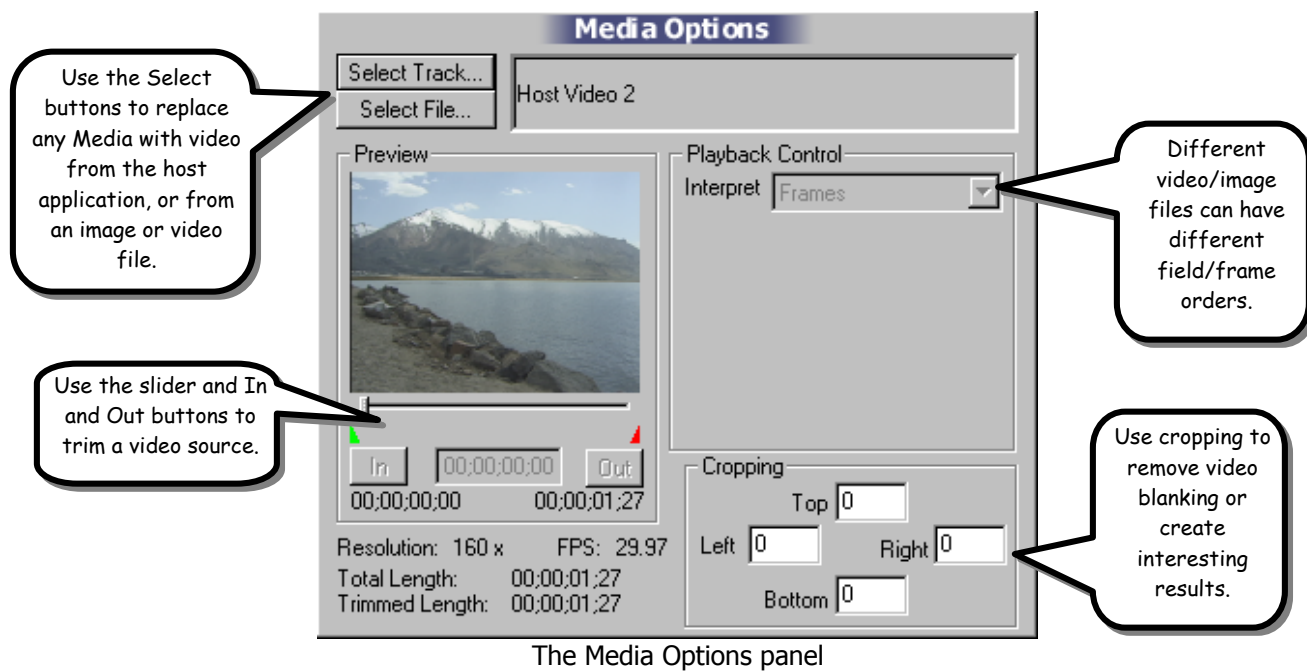 Media Options
Use the Select
buttons to replace
any Media with video
from the host
application, or from
an image or video
file.
Select Track...
Select File...
Host Video 2
Preview
Playback Control
Interpret
Frames
Different
video/image
files can have
different
field/frame
orders.
Use the slider and In
and Out buttons to
trim a video source.
In
00;00;00;00
Out
00;00;00;00
00;00;01;27
Resolution: 160 x
FPS: 29.97
Total Length: 00;00;01;27
Trimmed Length: 00;00;01;27
Cropping
Top 0
Left 0
Right 0
Bottom 0
Use cropping to
remove video
blanking or
create
interesting
results.
The Media Options panel